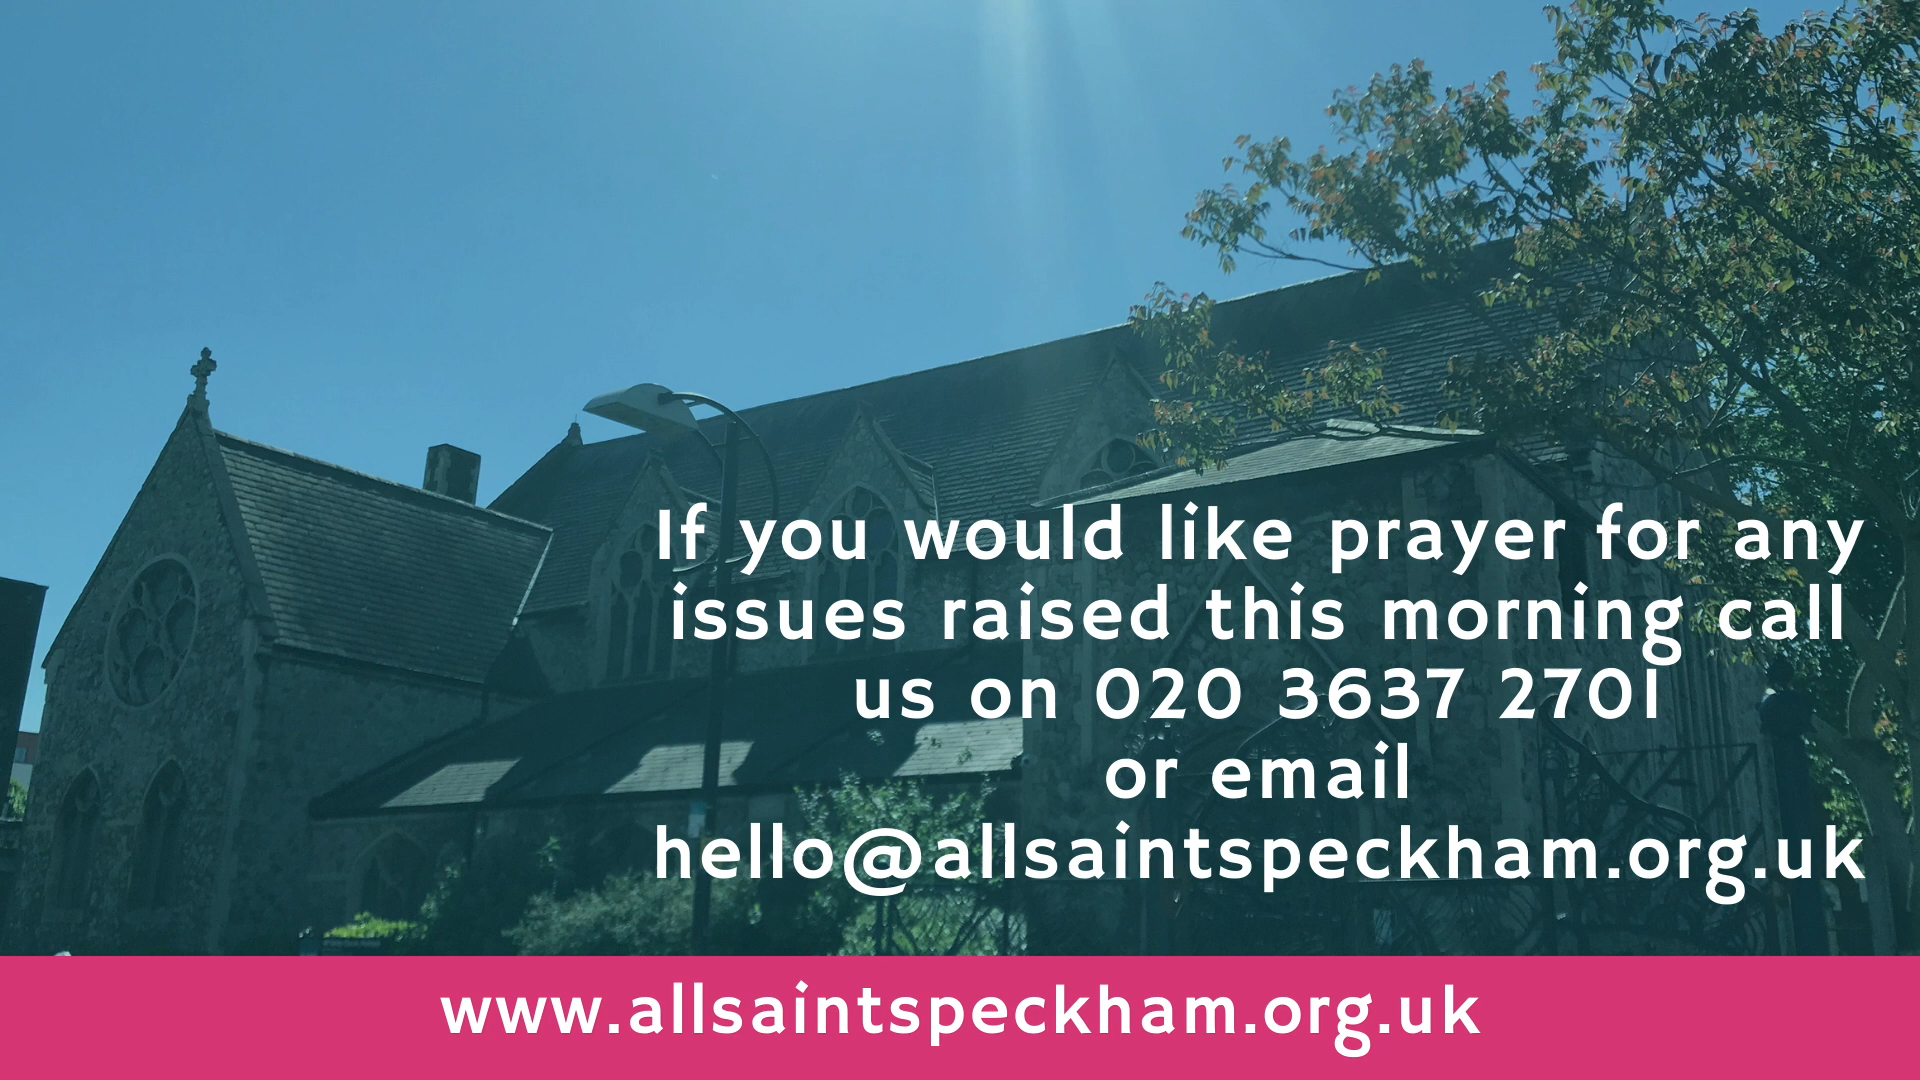 If you would like prayer for any
issues raised this morning call
us on 020 3637 2701
or email
hello@allsaintspeckham.org.uk
www.allsaintspeckham.org.uk